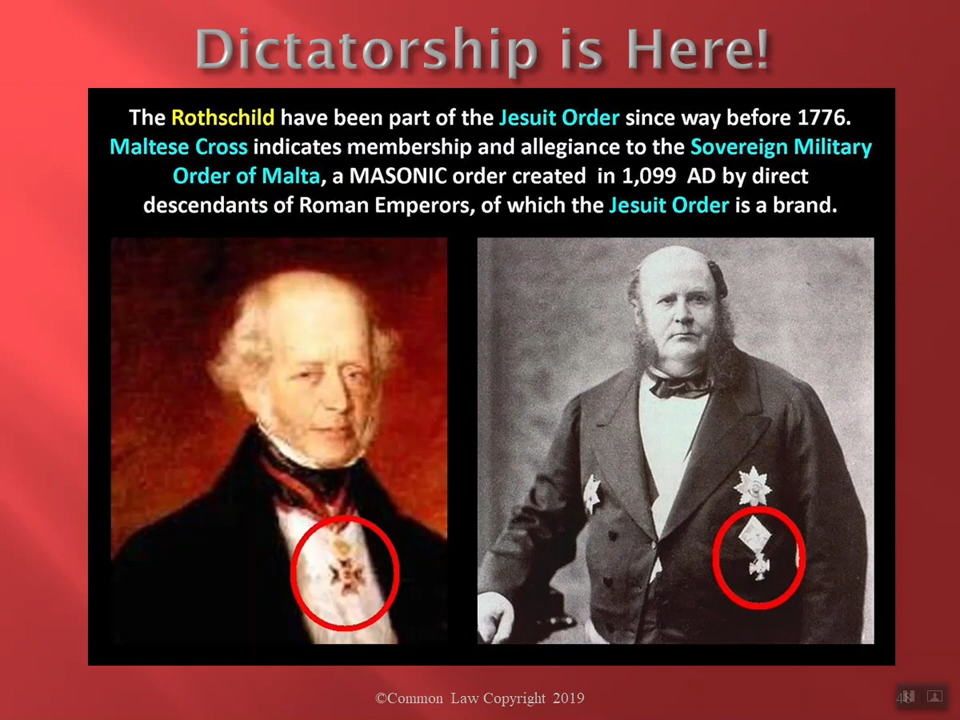 Dictatorship is Here!
The Rothschild have been part of the Jesuit Order since way before 1776.
Maltese Cross indicates membership and allegiance to the Sovereign Military
Order of Malta, a MASONIC order created in 1,099 AD by direct
descendants of Roman Emperors, of which the Jesuit Order is a brand.
©Common Law Copyright 2019